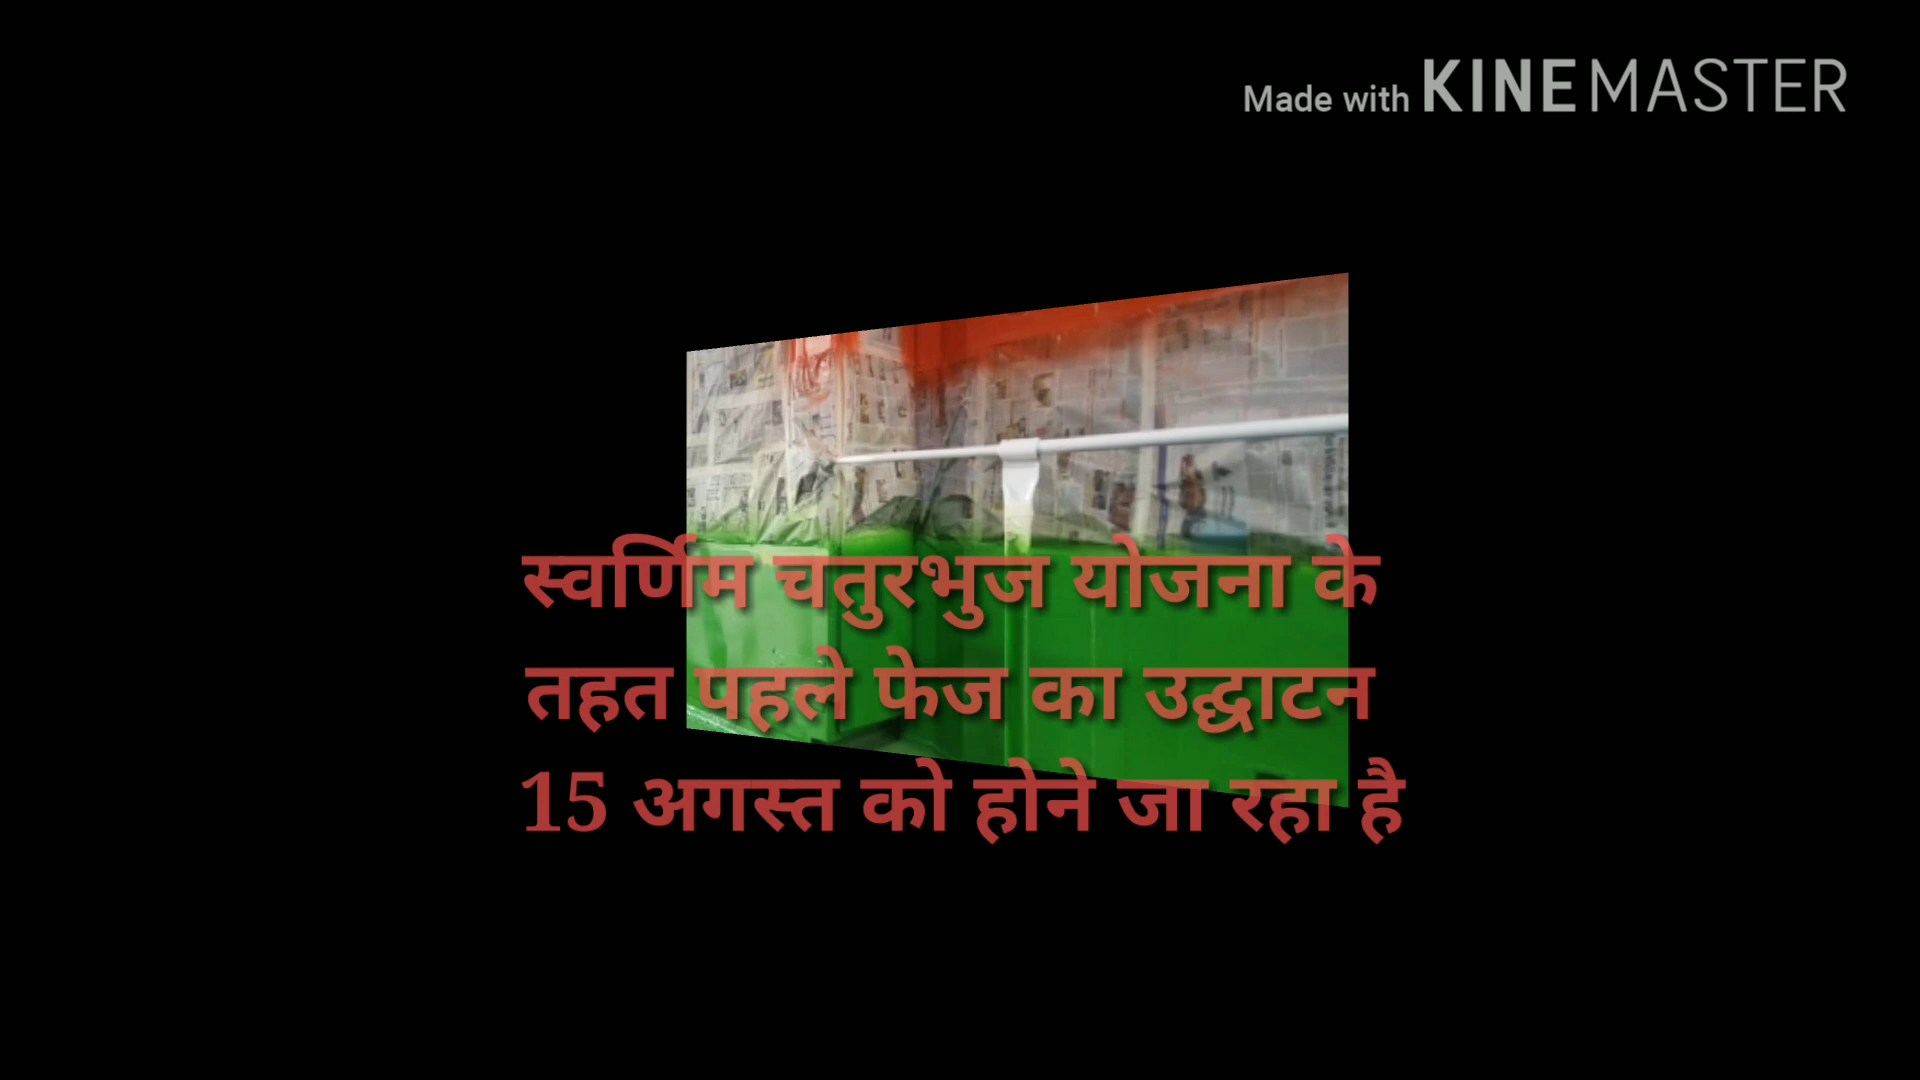 Made with KINEMASTER
स्वर्णिम चतुरभुज योजना के
तहत पहले फेज का उद्घाटन
15 अगस्त को होने जा रहा है